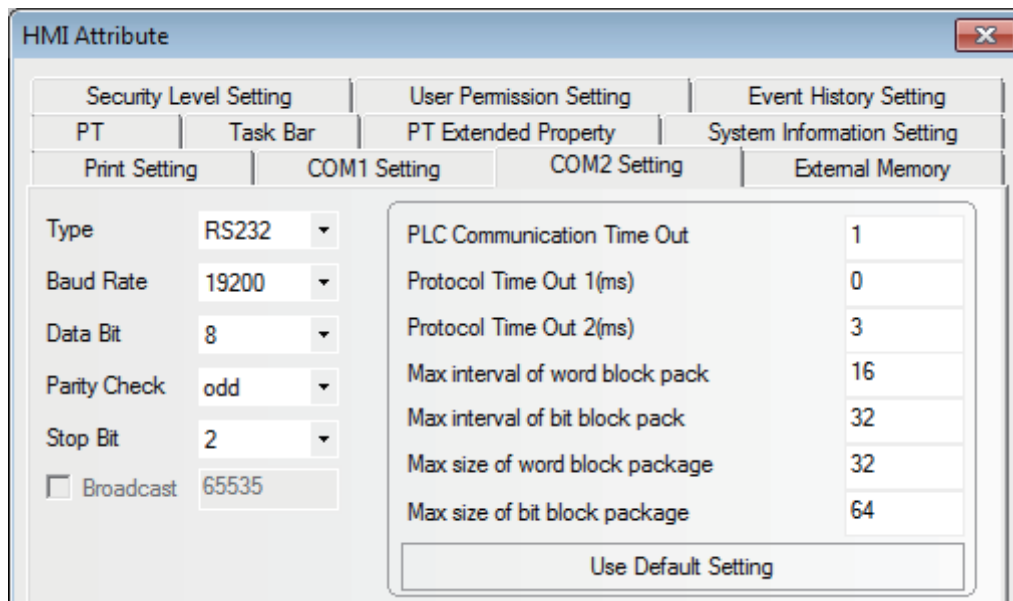 HMI Attribute
Security Level Setting User Permission Setting Event History Setting
PT Task Bar PT Extended Property System Information Setting
Print Setting COM1 Setting COM2 Setting External Memory
Type RS232
Baud Rate 19200
Data Bit 8
Parity Check odd
Stop Bit 2
Broadcast 65535
PLC Communication Time Out 1
Protocol Time Out 1(ms) 0
Protocol Time Out 2(ms) 3
Max interval of word block pack 16
Max interval of bit block pack 32
Max size of word block package 32
Max size of bit block package 64
Use Default Setting